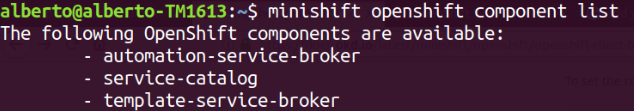 alberto@alberto-TM1613:~$ minishift openshift component list
The following OpenShift components are available:
        - automation-service-broker
        - service-catalog
        - template-service-broker